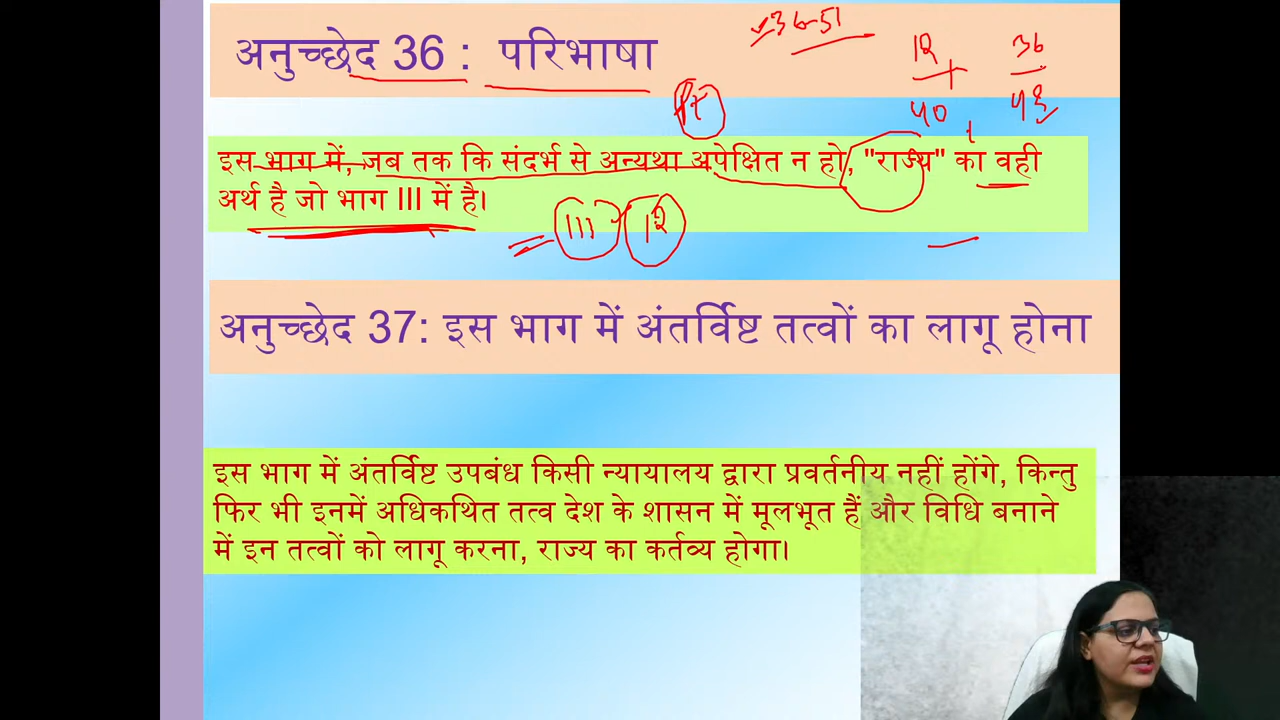 अनुच्छेद 36 : परिभाषा
36-51
12
40
36
इस भाग में, जब तक कि संदर्भ से अन्यथा अपेक्षित न हो, "राज्य" का वही
अर्थ है जो भाग III में है।
III 12
अनुच्छेद 37: इस भाग में अंतर्विष्ट तत्वों का लागू होना
इस भाग में अंतर्विष्ट उपबंध किसी न्यायालय द्वारा प्रवर्तनीय नहीं होंगे, किन्तु
फिर भी इनमें अधिकथित तत्व देश के शासन में मूलभूत हैं और विधि बनाने
में इन तत्वों को लागू करना, राज्य का कर्तव्य होगा।